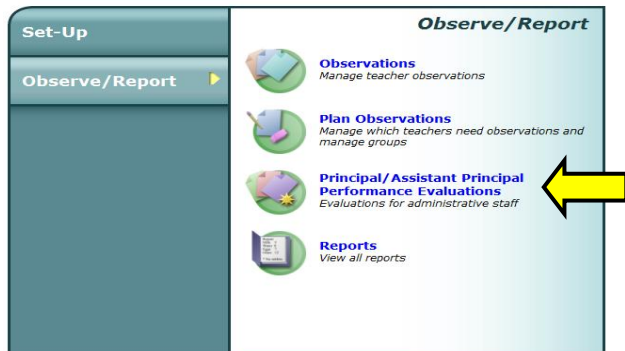 Set-Up
Observe/Report
Observe/Report
Observations
Manage teacher observations
Plan Observations
Manage which teachers need observations and
manage groups
Principal/Assistant Principal
Performance Evaluations
Evaluations for administrative staff
Reports
View all reports